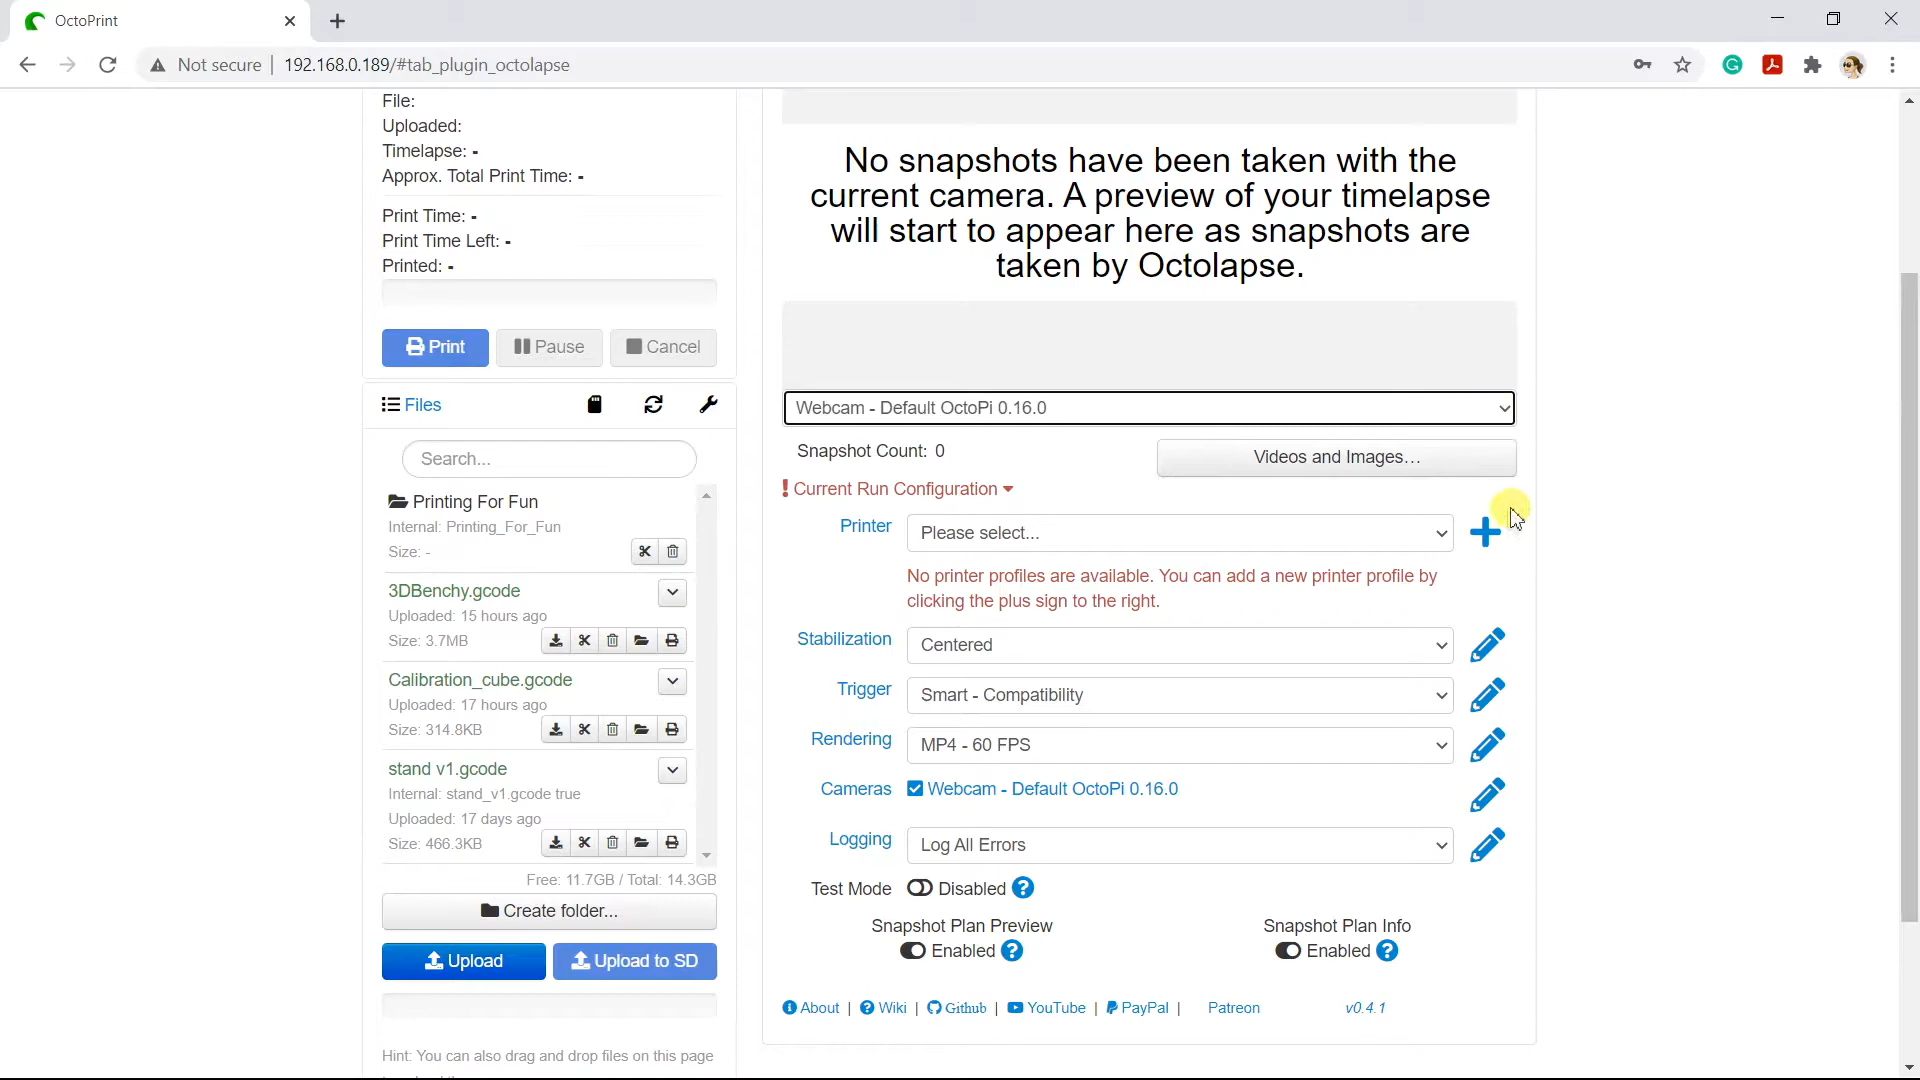 OctoPrint
Not secure 192.168.0.189/#tab_plugin_octolapse
File:
Uploaded:
Timelapse: -
Approx. Total Print Time: -
Print Time: -
Print Time Left: -
Printed: -
Print Pause Cancel
Files
Search...
Printing For Fun
Internal: Printing_For_Fun
Size: -
3DBenchy.gcode
Uploaded: 15 hours ago
Size: 3.7MB
Calibration_cube.gcode
Uploaded: 17 hours ago
Size: 314.8KB
stand v1.gcode
Internal: stand_v1.gcode true
Uploaded: 17 days ago
Size: 466.3KB
Free: 11.7GB / Total: 14.3GB
Create folder...
Upload Upload to SD
Hint: You can also drag and drop files on this page
No snapshots have been taken with the
current camera. A preview of your timelapse
will start to appear here as snapshots are
taken by Octolapse.
Webcam - Default OctoPi 0.16.0
Snapshot Count: 0 Videos and Images...
! Current Run Configuration
Printer Please select...
No printer profiles are available. You can add a new printer profile by
clicking the plus sign to the right.
Stabilization Centered
Trigger Smart - Compatibility
Rendering MP4 - 60 FPS
Cameras Webcam - Default OctoPi 0.16.0
Logging Log All Errors
Test Mode Disabled ?
Snapshot Plan Preview Snapshot Plan Info
Enabled ? Enabled ?
About | Wiki | Github | YouTube | PayPal | Patreon v0.4.1